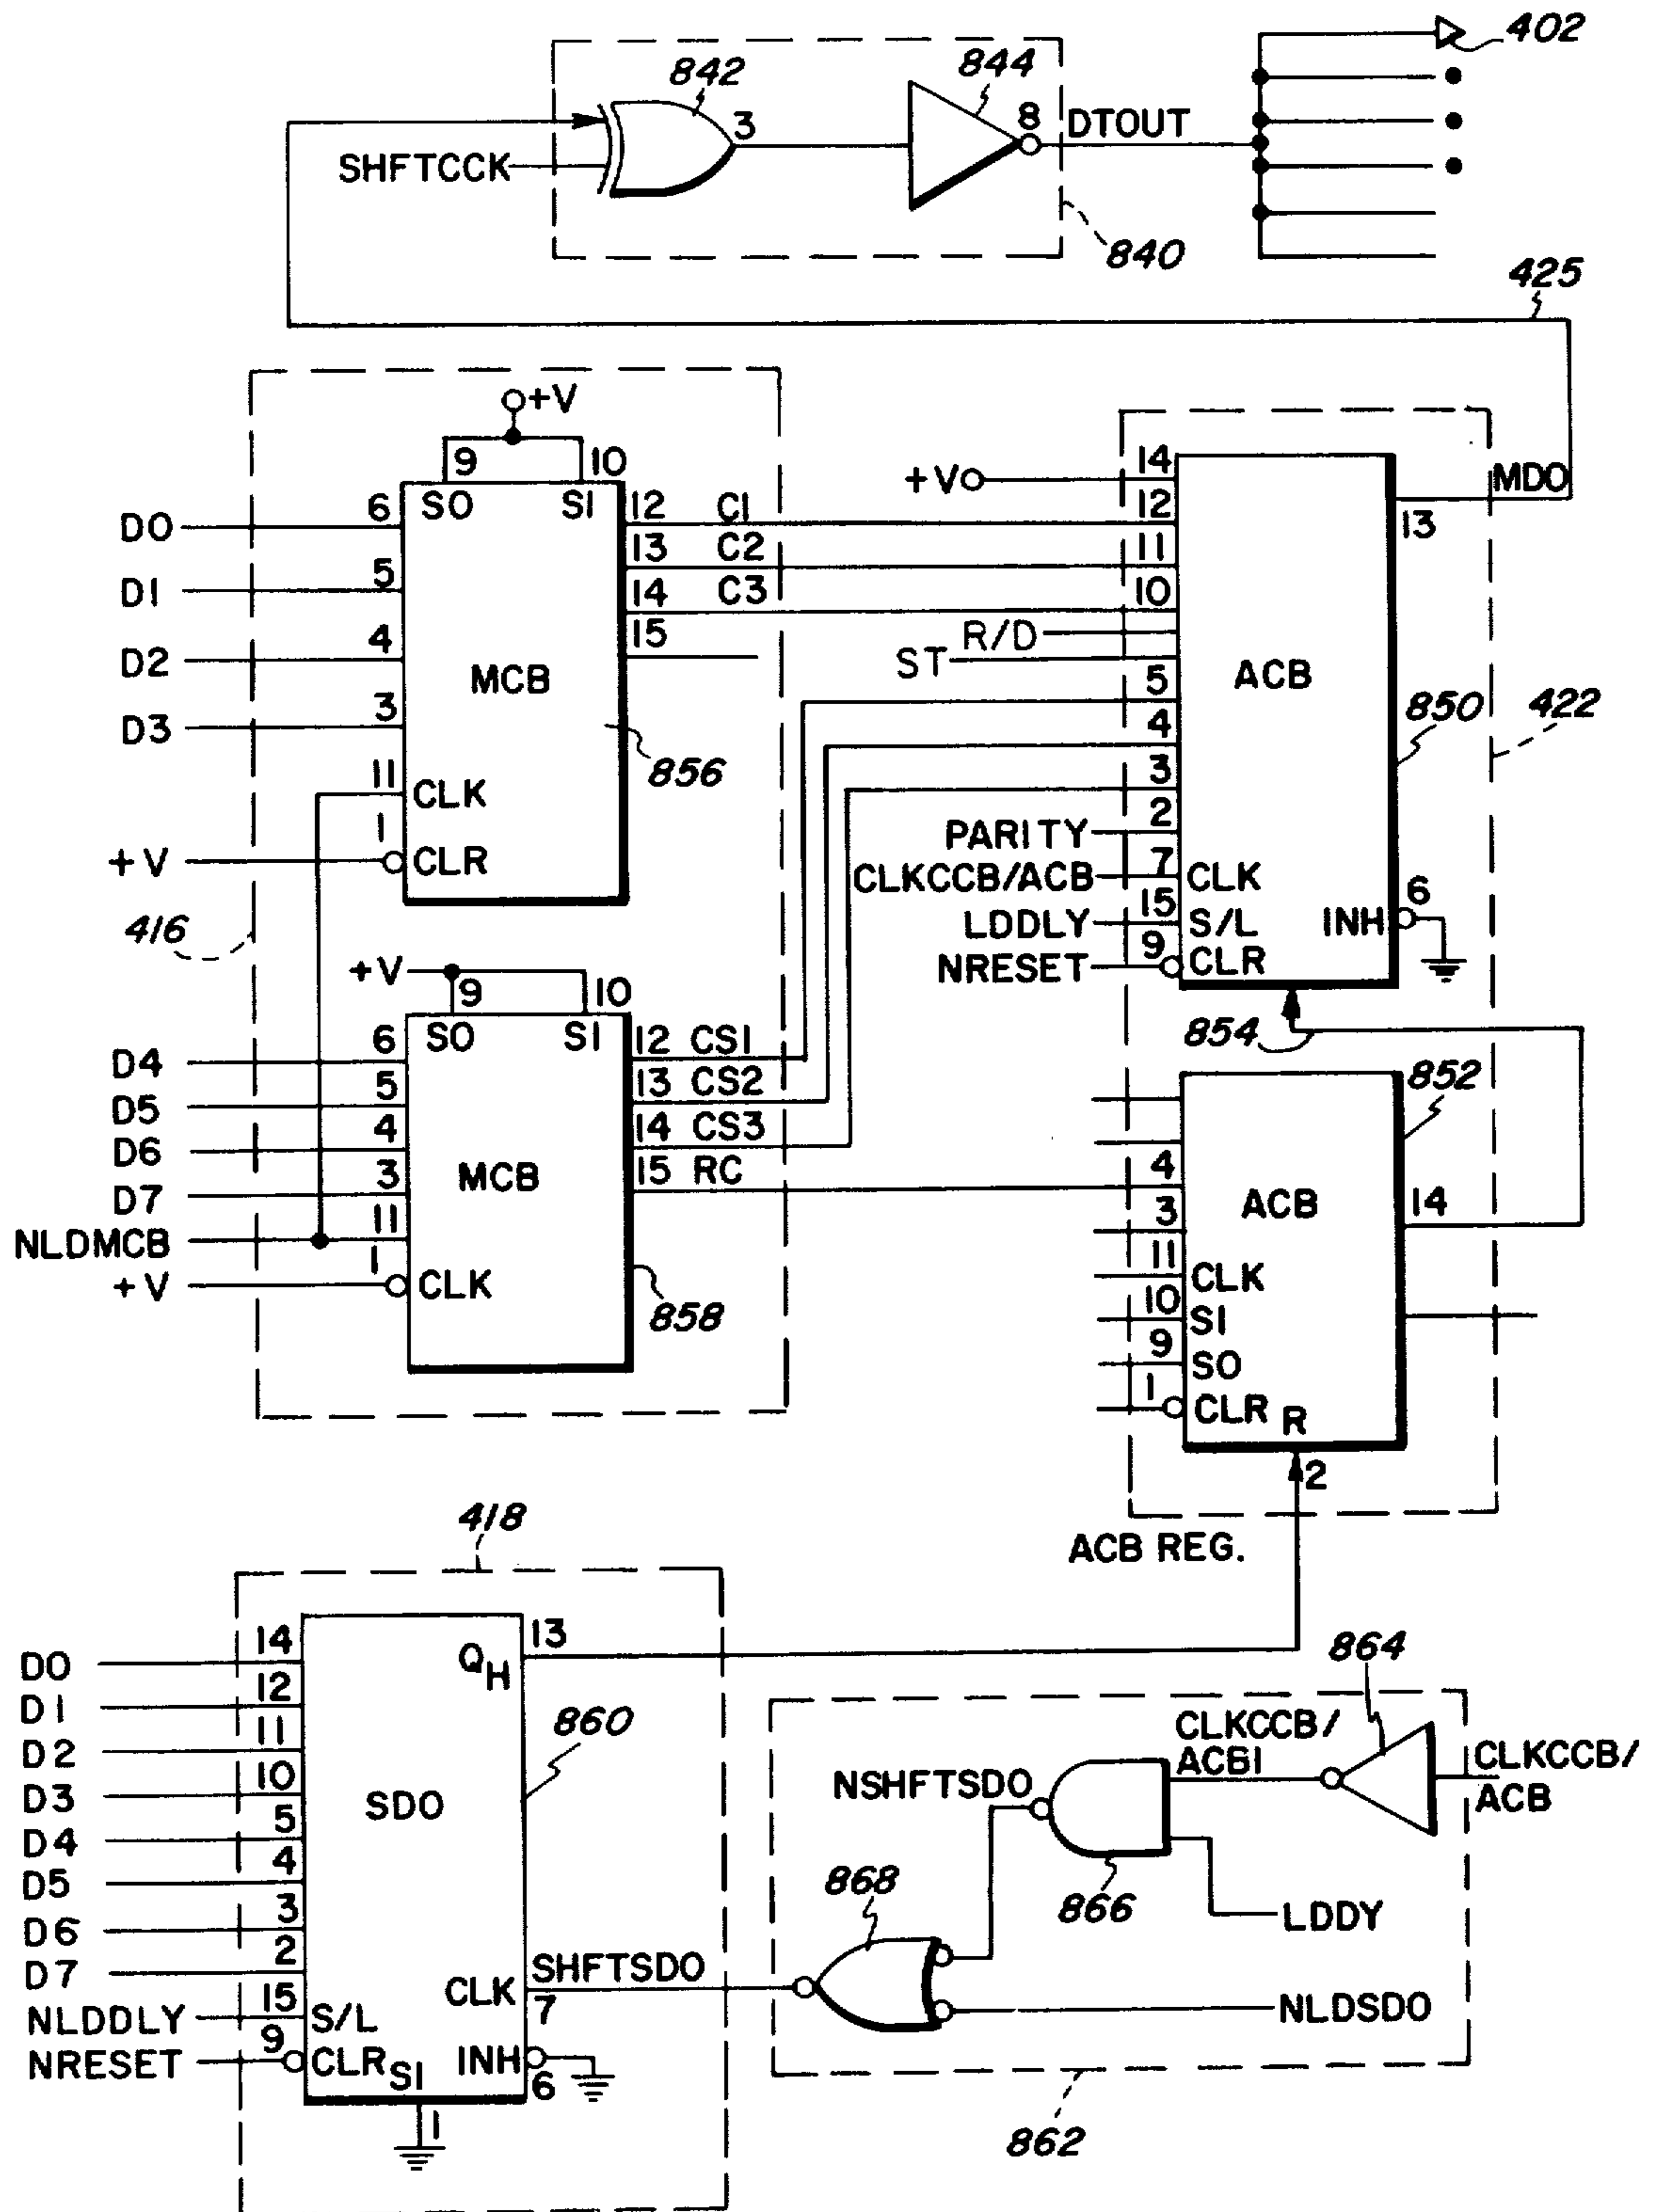 402
842
844
3
8
DTOUT
SHFTCCK
840
425
+V
9 10
SO SI
D0 6
12 C1
D1 5
13 C2
D2 4
14 C3
D3 3
15
MCB
856
11 CLK
1
+V CLR
416
+V
14
12
11
10
R/D
ST
5
4
3
2
PARITY
CLKCCB/ACB 7 CLK
LDDLY 15 S/L
NRESET 9 CLR
ACB
MDO
13
850
422
6
INH
854
+V
9 10
SO SI
D4 6
12 CS1
D5 5
13 CS2
D6 4
14 CS3
D7 3
15 RC
MCB
NLDMCB 11
1
+V CLK
858
852
4
3
11 CLK
10 SI
9 SO
1 CLR
R
ACB
14
2
ACB REG.
418
D0 14
D1 12
D2 11
D3 10
D4 5
D5 4
D6 3
D7 2
NLDDLY 15 S/L
NRESET 9 CLR
SI
1
SDO
QH
13
860
CLK
SHFTSDO
7
INH
6
864
CLKCCB/
ACBI
CLKCCB/
ACB
NSHFTSDO
866
868
LDDY
NLDSDO
862